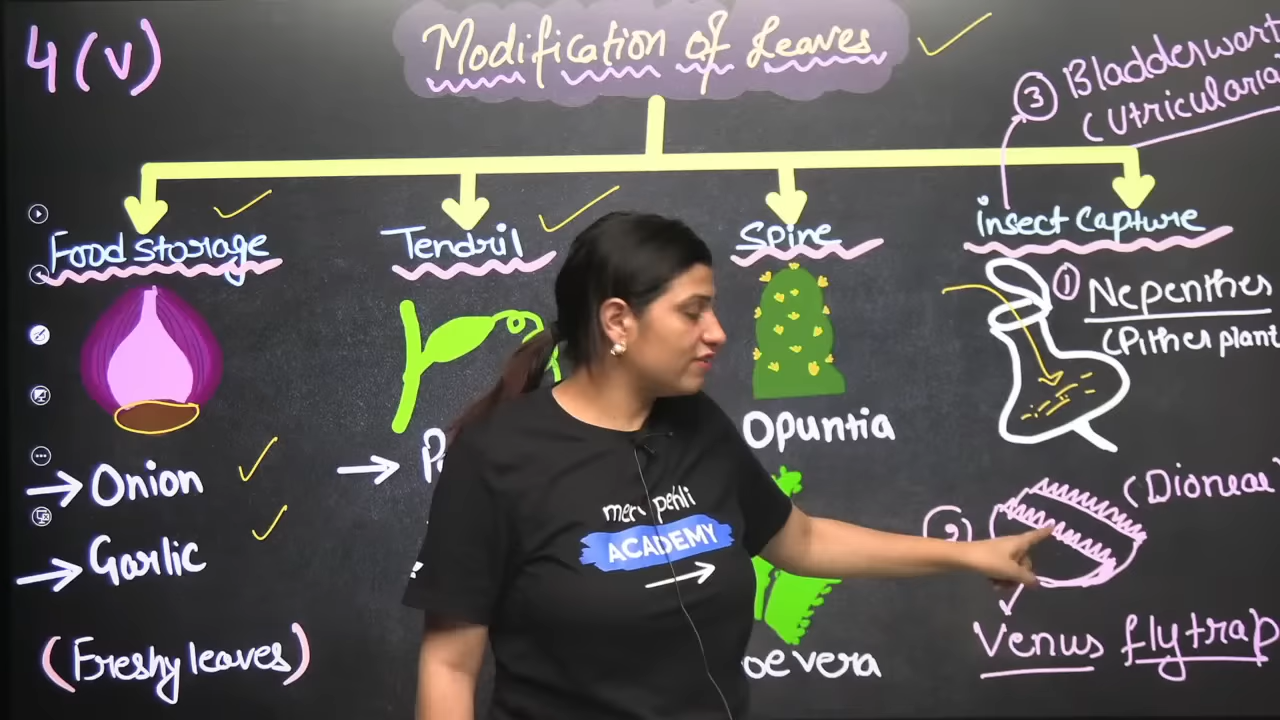 4(v)
Modification of Leaves
③ Bladderwort
(Utricularia
Food storage
Tendril
Spine
insect capture
① Nepenthes
(Pither plant
Opuntia
→ Onion
→ Garlic
(Freshy leaves)
mera pehli
ACADEMY
(Dioneae)
Venus flytrap